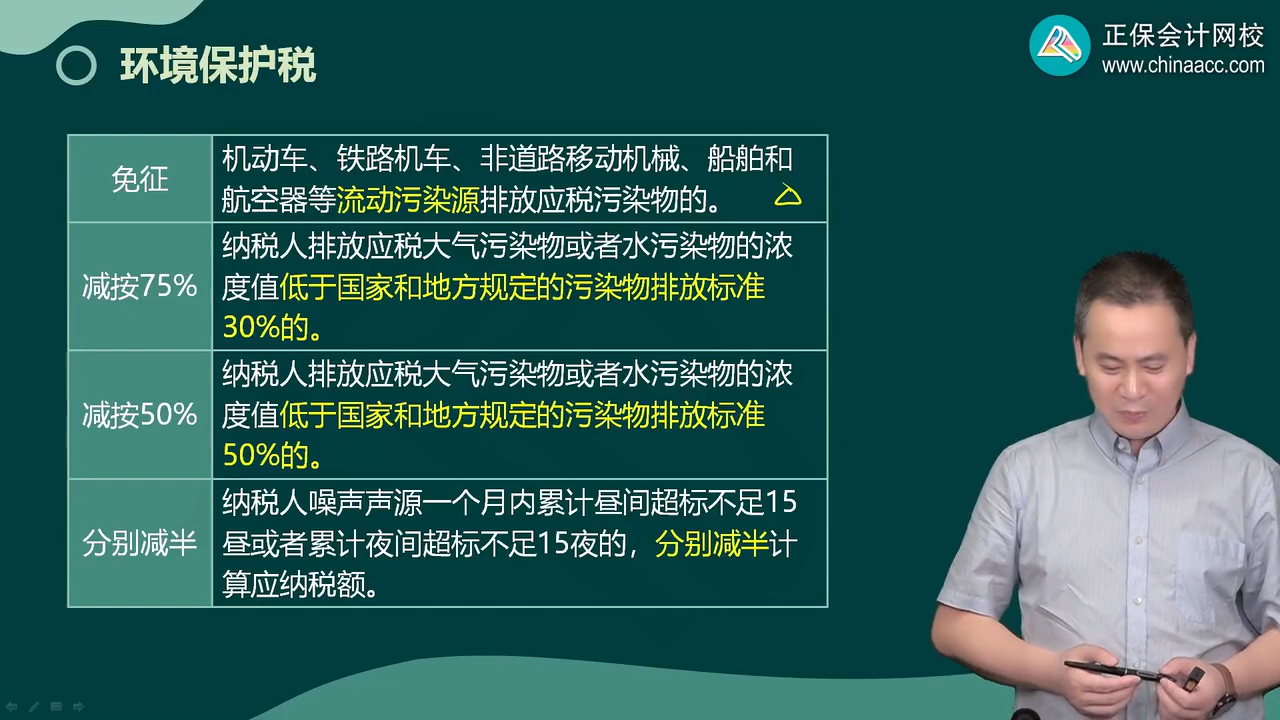 环境保护税
正保会计网校
www.chinaacc.com
免征
机动车、铁路机车、非道路移动机械、船舶和
航空器等流动污染源排放应税污染物的。
减按75%
纳税人排放应税大气污染物或者水污染物的浓
度值低于国家和地方规定的污染物排放标准
30%的。
减按50%
纳税人排放应税大气污染物或者水污染物的浓
度值低于国家和地方规定的污染物排放标准
50%的。
分别减半
纳税人噪声声源一个月内累计昼间超标不足15
昼或者累计夜间超标不足15夜的，分别减半计
算应纳税额。